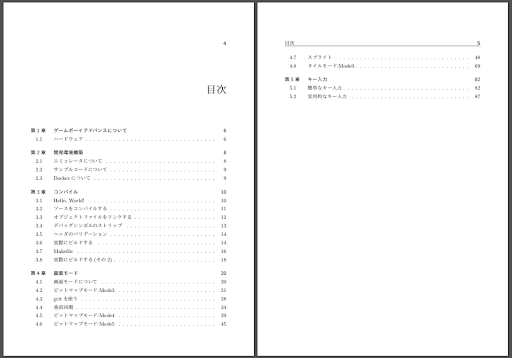 4
目次
第1章 ゲームボーイアドバンスについて 6
1.1 ハードウェア 6
第2章 開発環境構築 8
2.1 エミュレータについて 8
2.2 サンプルコードについて 9
2.3 Docker について 9
第3章 コンパイル 10
3.1 Hello, World! 10
3.2 ソースをコンパイルする 11
3.3 オブジェクトファイルをリンクする 12
3.4 デバッグシンボルのストリップ 13
3.5 ヘッダのバリデーション 14
3.6 実際にビルドする 14
3.7 Makefile 16
3.8 実際にビルドする(その2) 18
第4章 画面モード 20
4.1 画面モードについて 20
4.2 ビットマップモード:Mode3 21
4.3 grit を使う 28
4.4 垂直同期 34
4.5 ビットマップモード:Mode4 39
4.6 ビットマップモード:Mode5 45
目次 5
4.7 スプライト 48
4.8 タイルモード:Mode0 69
第5章 キー入力 82
5.1 簡単なキー入力 82
5.2 実用的なキー入力 87